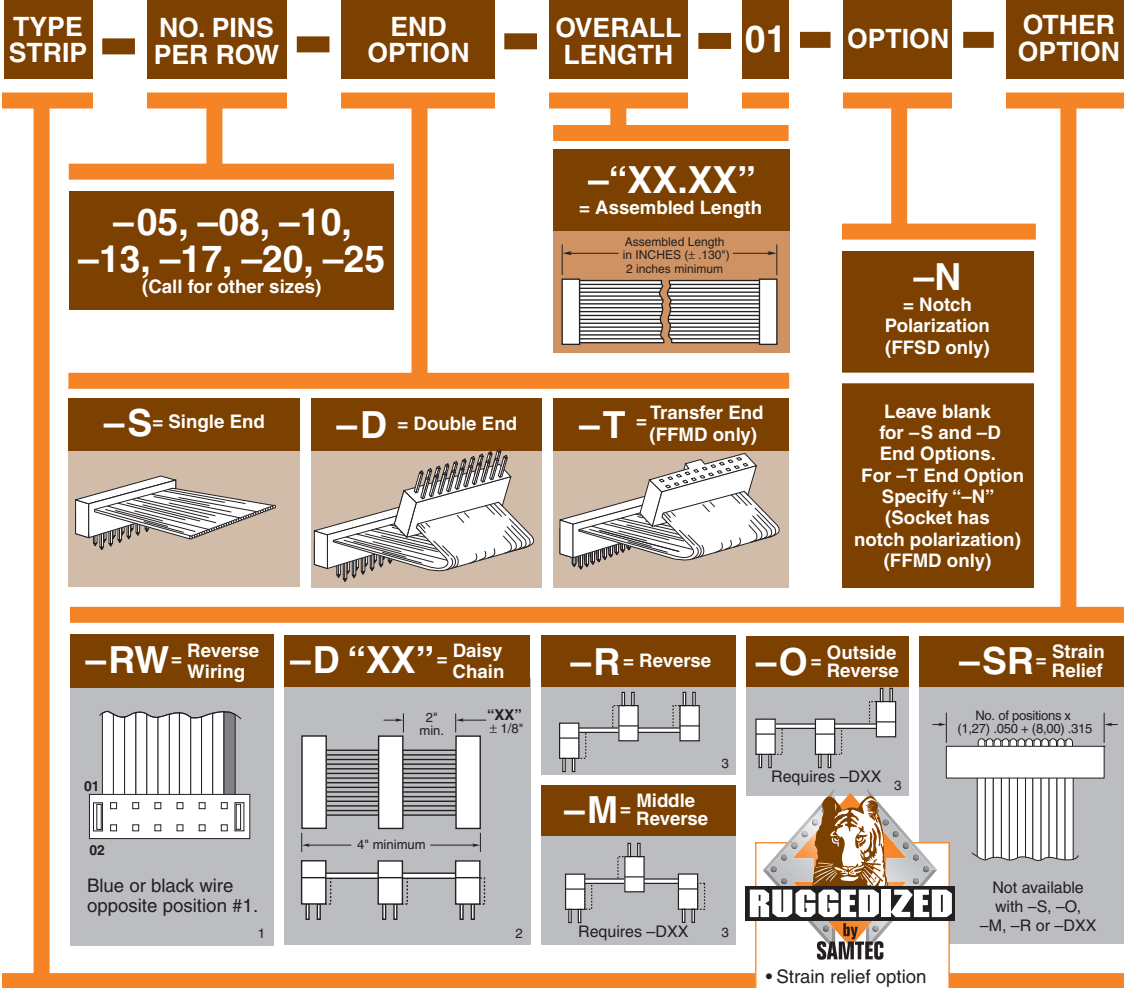 TYPE
STRIP
NO. PINS
PER ROW
END
OPTION
OVERALL
LENGTH
01
OPTION
OTHER
OPTION
–05, –08, –10,
–13, –17, –20, –25
(Call for other sizes)
–“XX.XX”
= Assembled Length
Assembled Length
in INCHES (± .130")
2 inches minimum
–N
= Notch
Polarization
(FFSD only)
Leave blank
for –S and –D
End Options.
For –T End Option
Specify “–N”
(Socket has
notch polarization)
(FFMD only)
–S = Single End
–D = Double End
–T = Transfer End
(FFMD only)
–RW = Reverse
Wiring
01
02
Blue or black wire
opposite position #1.
1
–D “XX” = Daisy
Chain
2"
min.
“XX”
± 1/8"
4" minimum
2
–R = Reverse
3
–M = Middle
Reverse
Requires –DXX
3
–O = Outside
Reverse
Requires –DXX
3
–SR = Strain
Relief
No. of positions x
(1,27) .050 + (8,00) .315
Not available
with –S, –O,
–M, –R or –DXX
RUGGEDIZED
by
SAMTEC
• Strain relief option